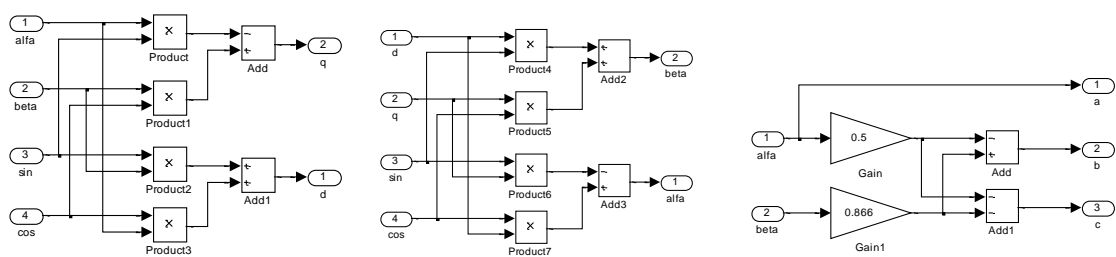 1
alfa
×
Product
−
+
Add
2
q
2
beta
×
Product1
3
sin
×
Product2
+
+
Add1
1
d
4
cos
×
Product3
1
d
×
Product4
+
+
Add2
2
beta
2
q
×
Product5
3
sin
×
Product6
−
+
Add3
1
alfa
4
cos
×
Product7
1
a
1
alfa
0.5
Gain
−
+
Add
2
b
2
beta
0.866
Gain1
−
−
Add1
3
c